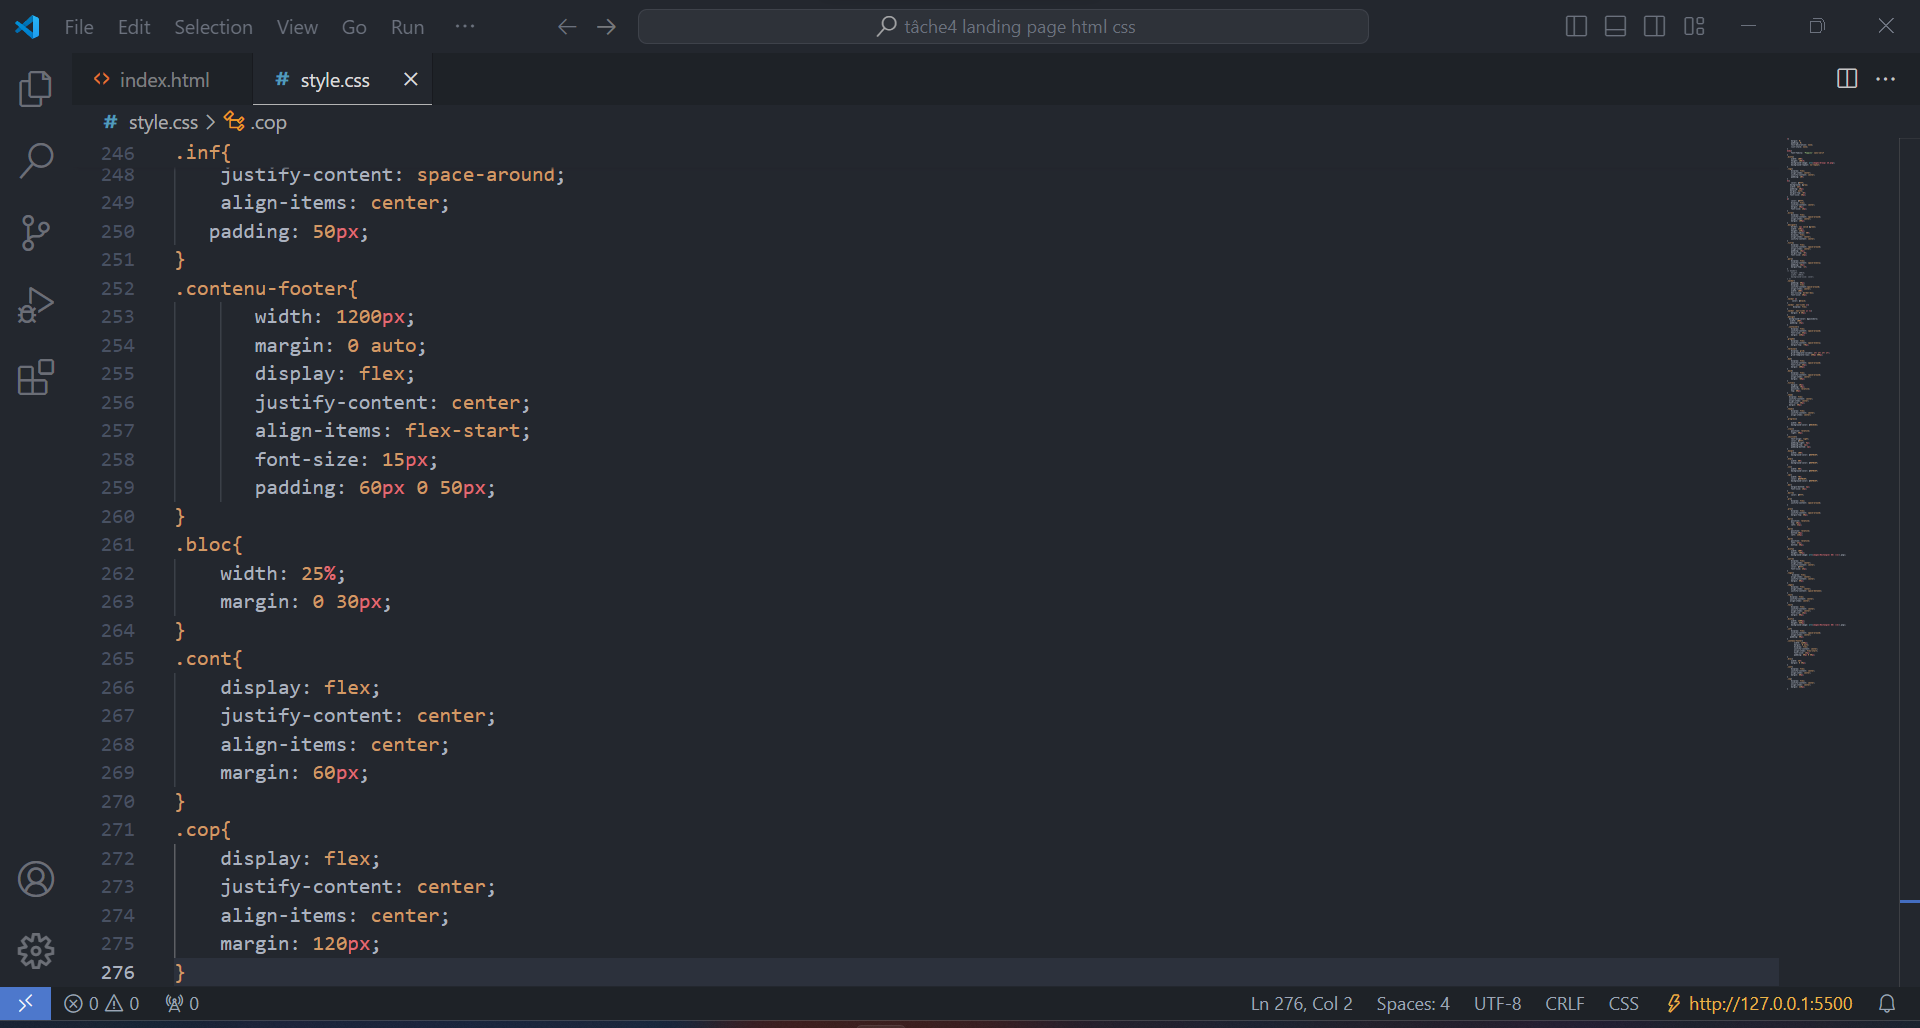 File Edit Selection View Go Run ··· tâche4 landing page html css
index.html style.css
style.css > .cop
246 .inf{
248 justify-content: space-around;
249 align-items: center;
250 padding: 50px;
251 }
252 .contenu-footer{
253 width: 1200px;
254 margin: 0 auto;
255 display: flex;
256 justify-content: center;
257 align-items: flex-start;
258 font-size: 15px;
259 padding: 60px 0 50px;
260 }
261 .bloc{
262 width: 25%;
263 margin: 0 30px;
264 }
265 .cont{
266 display: flex;
267 justify-content: center;
268 align-items: center;
269 margin: 60px;
270 }
271 .cop{
272 display: flex;
273 justify-content: center;
274 align-items: center;
275 margin: 120px;
276 }
0 0 0 Ln 276, Col 2 Spaces: 4 UTF-8 CRLF CSS http://127.0.0.1:5500